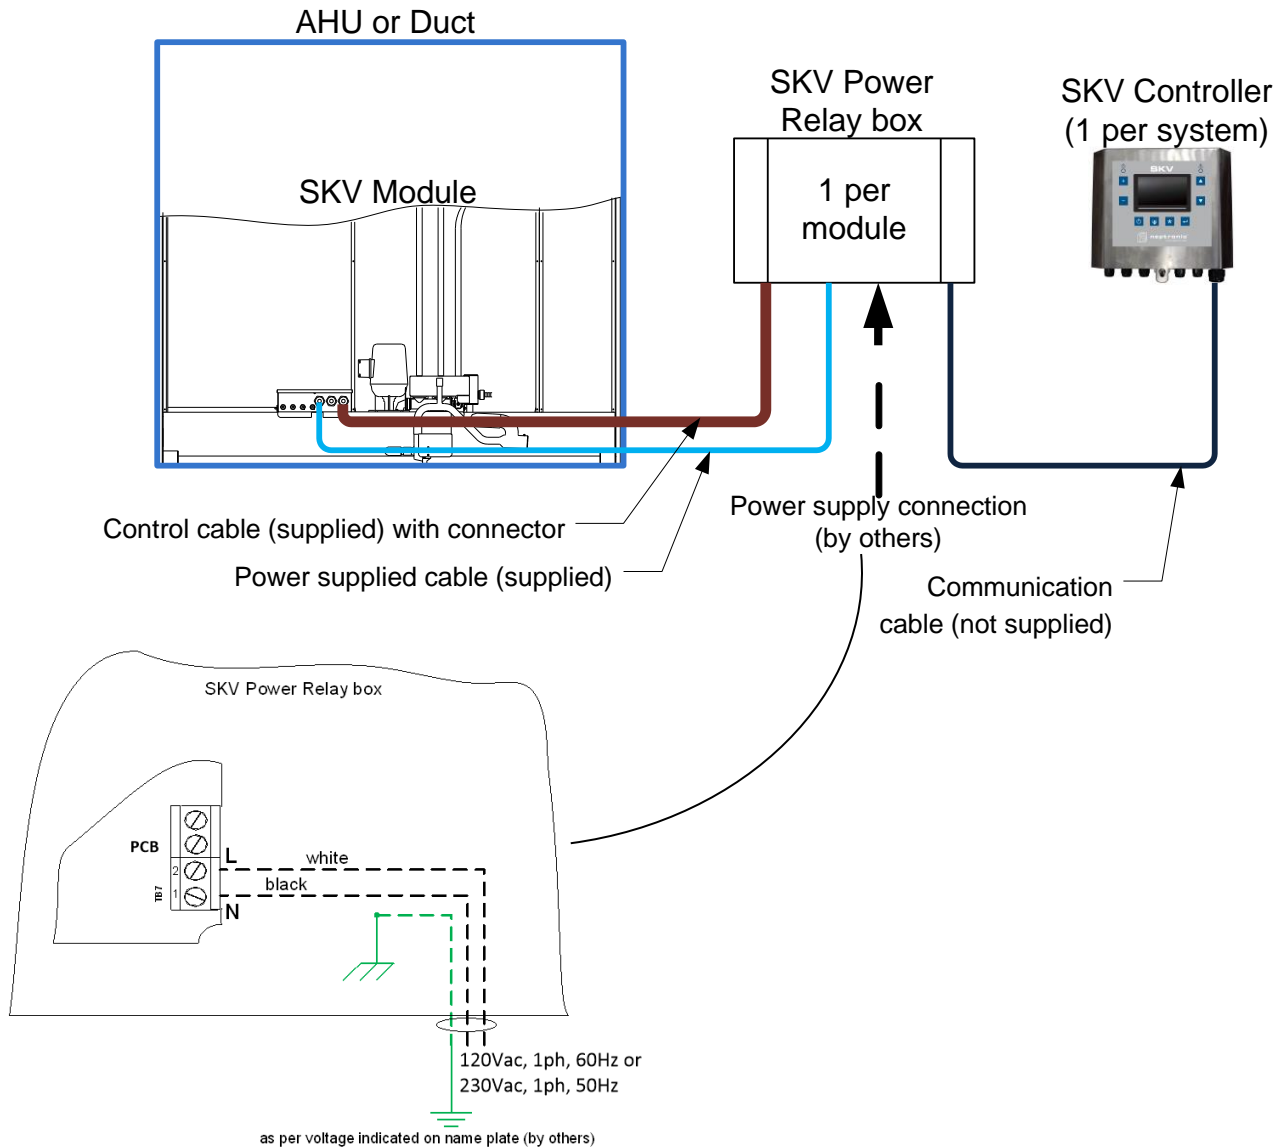 AHU or Duct
SKV Power
Relay box
SKV Controller
(1 per system)
SKV
neptronic
SKV Module
1 per
module
Control cable (supplied) with connector
Power supplied cable (supplied)
Power supply connection
(by others)
Communication
cable (not supplied)
SKV Power Relay box
PCB
TB7
2
1
L
white
black
N
120Vac, 1ph, 60Hz or
230Vac, 1ph, 50Hz
as per voltage indicated on name plate (by others)